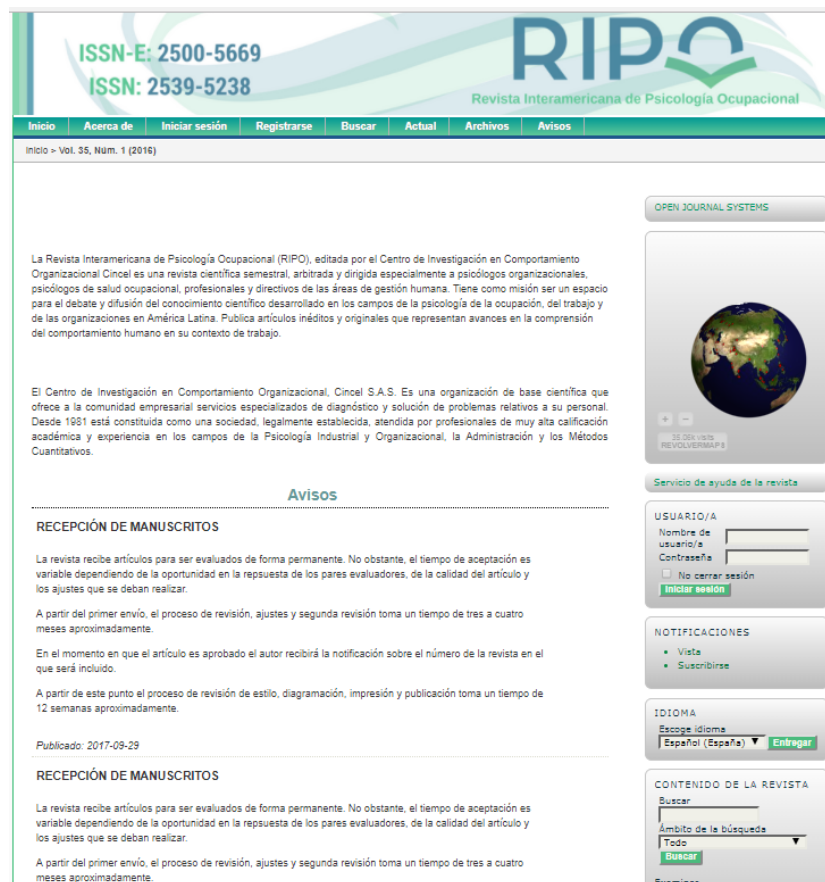 ISSN-E: 2500-5669
ISSN: 2539-5238
RIPO
Revista Interamericana de Psicología Ocupacional
Inicio Acerca de Iniciar sesión Registrarse Buscar Actual Archivos Avisos
Inicio > Vol. 35, Núm. 1 (2016)
La Revista Interamericana de Psicología Ocupacional (RIPO), editada por el Centro de Investigación en Comportamiento
Organizacional Cincel es una revista científica semestral, arbitrada y dirigida especialmente a psicólogos organizacionales,
psicólogos de salud ocupacional, profesionales y directivos de las áreas de gestión humana. Tiene como misión ser un espacio
para el debate y difusión del conocimiento científico desarrollado en los campos de la psicología de la ocupación, del trabajo y
de las organizaciones en América Latina. Publica artículos inéditos y originales que representan avances en la comprensión
del comportamiento humano en su contexto de trabajo.
El Centro de Investigación en Comportamiento Organizacional, Cincel S.A.S. Es una organización de base científica que
ofrece a la comunidad empresarial servicios especializados de diagnóstico y solución de problemas relativos a su personal.
Desde 1981 está constituida como una sociedad, legalmente establecida, atendida por profesionales de muy alta calificación
académica y experiencia en los campos de la Psicología Industrial y Organizacional, la Administración y los Métodos
Cuantitativos.
Avisos
RECEPCIÓN DE MANUSCRITOS
La revista recibe artículos para ser evaluados de forma permanente. No obstante, el tiempo de aceptación es
variable dependiendo de la oportunidad en la repsuesta de los pares evaluadores, de la calidad del artículo y
los ajustes que se deban realizar.
A partir del primer envío, el proceso de revisión, ajustes y segunda revisión toma un tiempo de tres a cuatro
meses aproximadamente.
En el momento en que el artículo es aprobado el autor recibirá la notificación sobre el número de la revista en el
que será incluido.
A partir de este punto el proceso de revisión de estilo, diagramación, impresión y publicación toma un tiempo de
12 semanas aproximadamente.
Publicado: 2017-09-29
RECEPCIÓN DE MANUSCRITOS
La revista recibe artículos para ser evaluados de forma permanente. No obstante, el tiempo de aceptación es
variable dependiendo de la oportunidad en la repsuesta de los pares evaluadores, de la calidad del artículo y
los ajustes que se deban realizar.
A partir del primer envío, el proceso de revisión, ajustes y segunda revisión toma un tiempo de tres a cuatro
meses aproximadamente.
OPEN JOURNAL SYSTEMS
+ -
visits
REVOLVERMAPS
Servicio de ayuda de la revista
USUARIO/A
Nombre de
usuario/a
Contraseña
No cerrar sesión
Iniciar sesión
NOTIFICACIONES
Vista
Suscribirse
IDIOMA
Escoge idioma
Español (España) Entregar
CONTENIDO DE LA REVISTA
Buscar
Ámbito de la búsqueda
Todo
Buscar